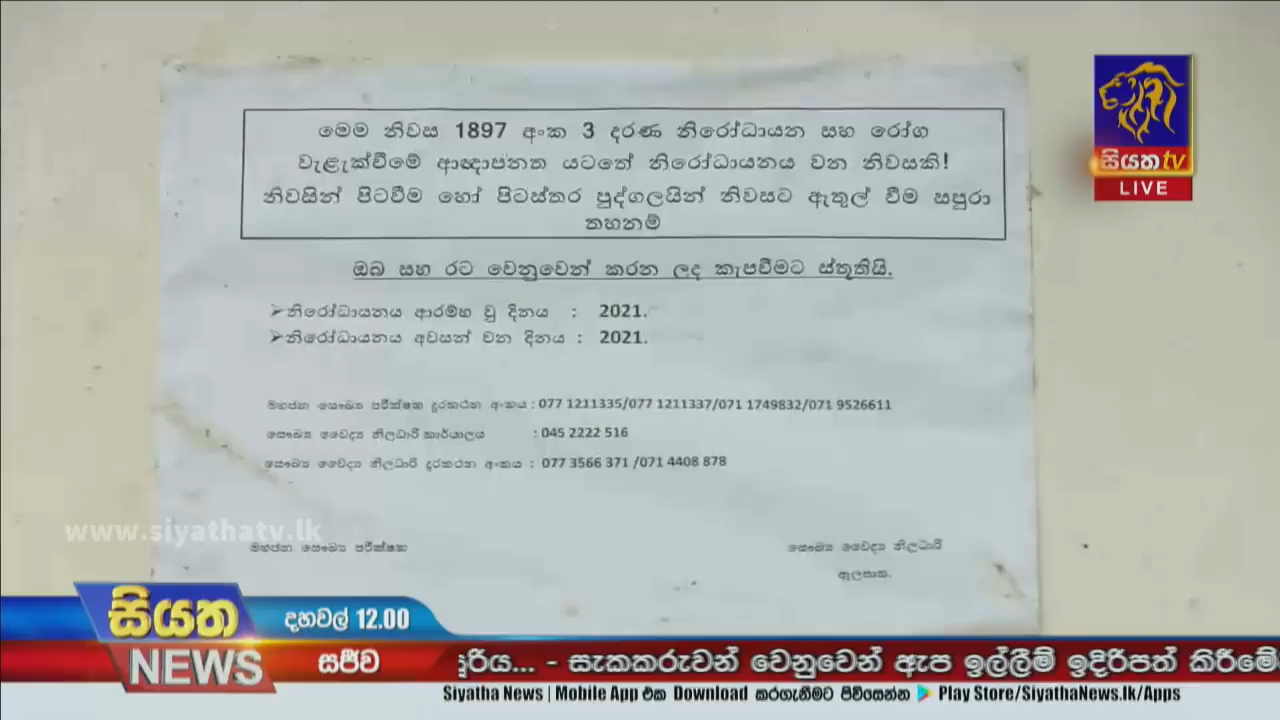 මෙම නිවස 1897 අංක 3 දරණ නිරෝධායන සහ රෝග
වැළැක්වීමේ ආඥාපනත යටතේ නිරෝධායනය වන නිවසකි!
නිවසින් පිටවීම හෝ පිටස්තර පුද්ගලයින් නිවසට ඇතුල් වීම සපුරා
තහනම්
ඔබ සහ රට වෙනුවෙන් කරන ලද කැපවීමට ස්තූතියි.
➢නිරෝධායනය ආරම්භ වූ දිනය : 2021.
➢නිරෝධායනය අවසන් වන දිනය : 2021.
මහජන සෞඛ්‍ය පරීක්ෂක දුරකථන අංකය : 077 1211335/077 1211337/071 1749832/071 9526611
සෞඛ්‍ය වෛද්‍ය නිලධාරී කාර්යාලය : 045 2222 516
සෞඛ්‍ය වෛද්‍ය නිලධාරී දුරකථන අංකය : 077 3566 371 /071 4408 878
මහජන සෞඛ්‍ය පරීක්ෂක
සෞඛ්‍ය වෛද්‍ය නිලධාරී
ඇලපාත.
සියත tv
LIVE
www.siyathatv.lk
සියත
NEWS
දහවල් 12.00
සජීව
දූරිය... - සැකකරුවන් වෙනුවෙන් ඇප ඉල්ලීම් ඉදිරිපත් කිරීමේ
Siyatha News | Mobile App එක Download කරගැනීමට පිවිසෙන්න Play Store/SiyathaNews.lk/Apps